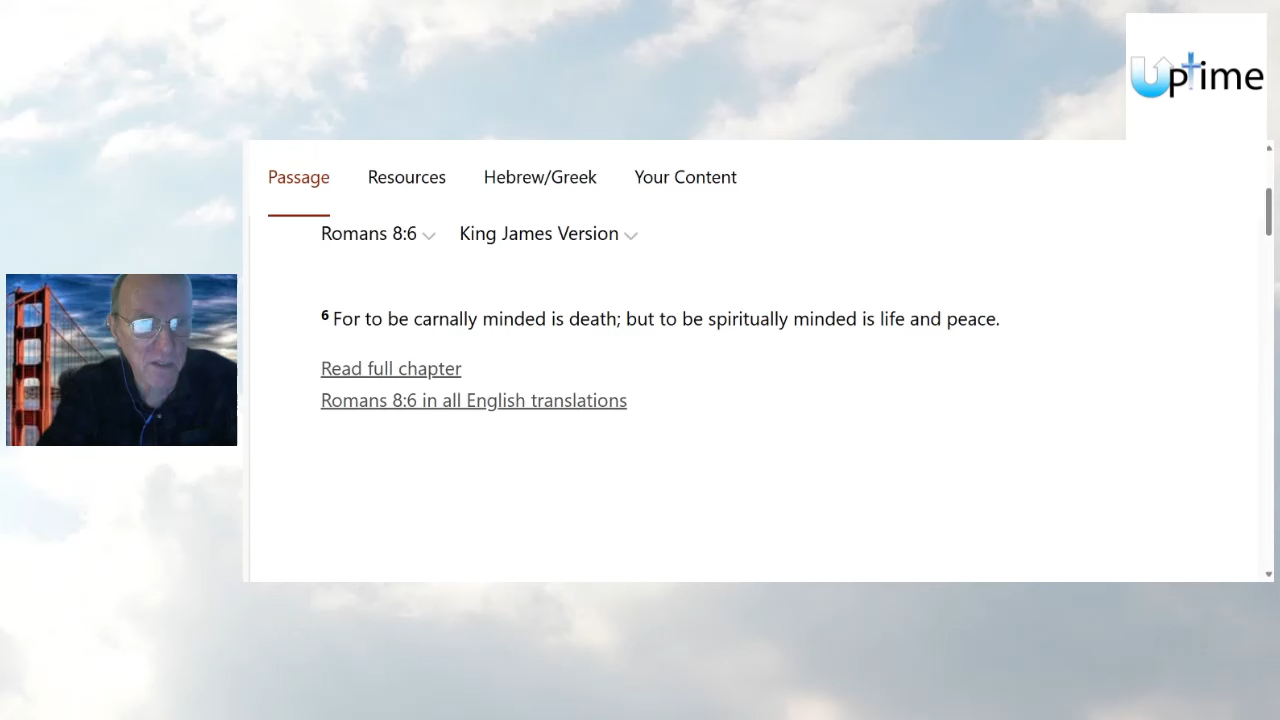 Uptime
Passage Resources Hebrew/Greek Your Content
Romans 8:6 King James Version
6 For to be carnally minded is death; but to be spiritually minded is life and peace.
Read full chapter
Romans 8:6 in all English translations